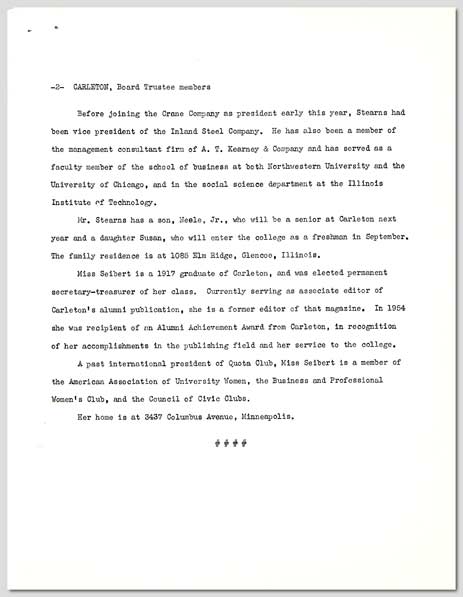 -2-  CARLETON, Board Trustee members
Before joining the Crane Company as president early this year, Stearns had
been vice president of the Inland Steel Company.  He has also been a member of
the management consultant firm of A. T. Kearney & Company and has served as a
faculty member of the school of business at both Northwestern University and the
University of Chicago, and in the social science department at the Illinois
Institute of Technology.
Mr. Stearns has a son, Neele, Jr., who will be a senior at Carleton next
year and a daughter Susan, who will enter the college as a freshman in September.
The family residence is at 1085 Elm Ridge, Glencoe, Illinois.
Miss Seibert is a 1917 graduate of Carleton, and was elected permanent
secretary-treasurer of her class.  Currently serving as associate editor of
Carleton's alumni publication, she is a former editor of that magazine.  In 1954
she was recipient of an Alumni Achievement Award from Carleton, in recognition
of her accomplishments in the publishing field and her service to the college.
A past international president of Quota Club, Miss Seibert is a member of
the American Association of University Women, the Business and Professional
Women's Club, and the Council of Civic Clubs.
Her home is at 3437 Columbus Avenue, Minneapolis.
# # # #